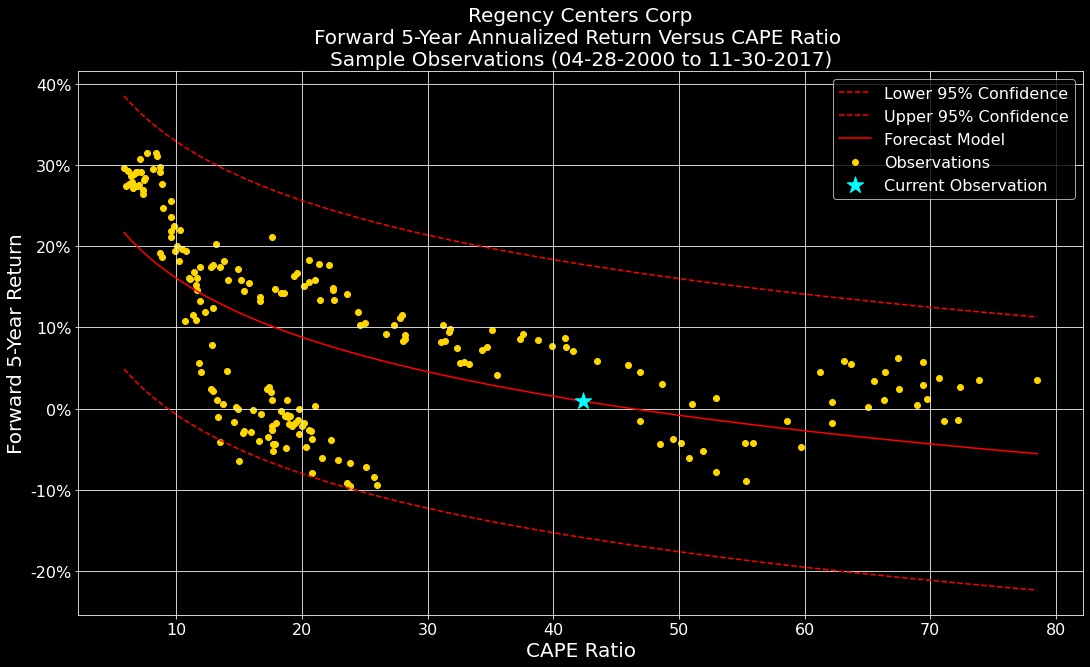 Regency Centers Corp
Forward 5-Year Annualized Return Versus CAPE Ratio
Sample Observations (04-28-2000 to 11-30-2017)
Lower 95% Confidence
Upper 95% Confidence
Forecast Model
Observations
Current Observation
Forward 5-Year Return
40%
30%
20%
10%
0%
-10%
-20%
10 20 30 40 50 60 70 80
CAPE Ratio